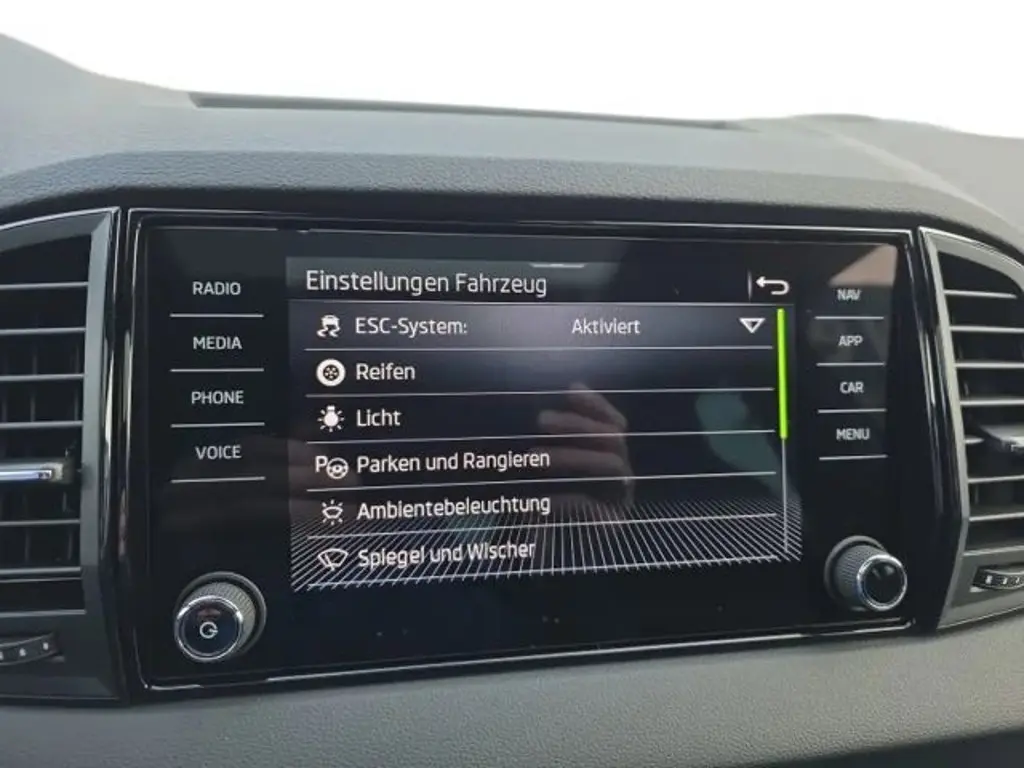 Einstellungen Fahrzeug
RADIO
MEDIA
PHONE
VOICE
ESC-System: Aktiviert
Reifen
Licht
P Parken und Rangieren
Ambientebeleuchtung
Spiegel und Wischer
NAV
APP
CAR
MENU